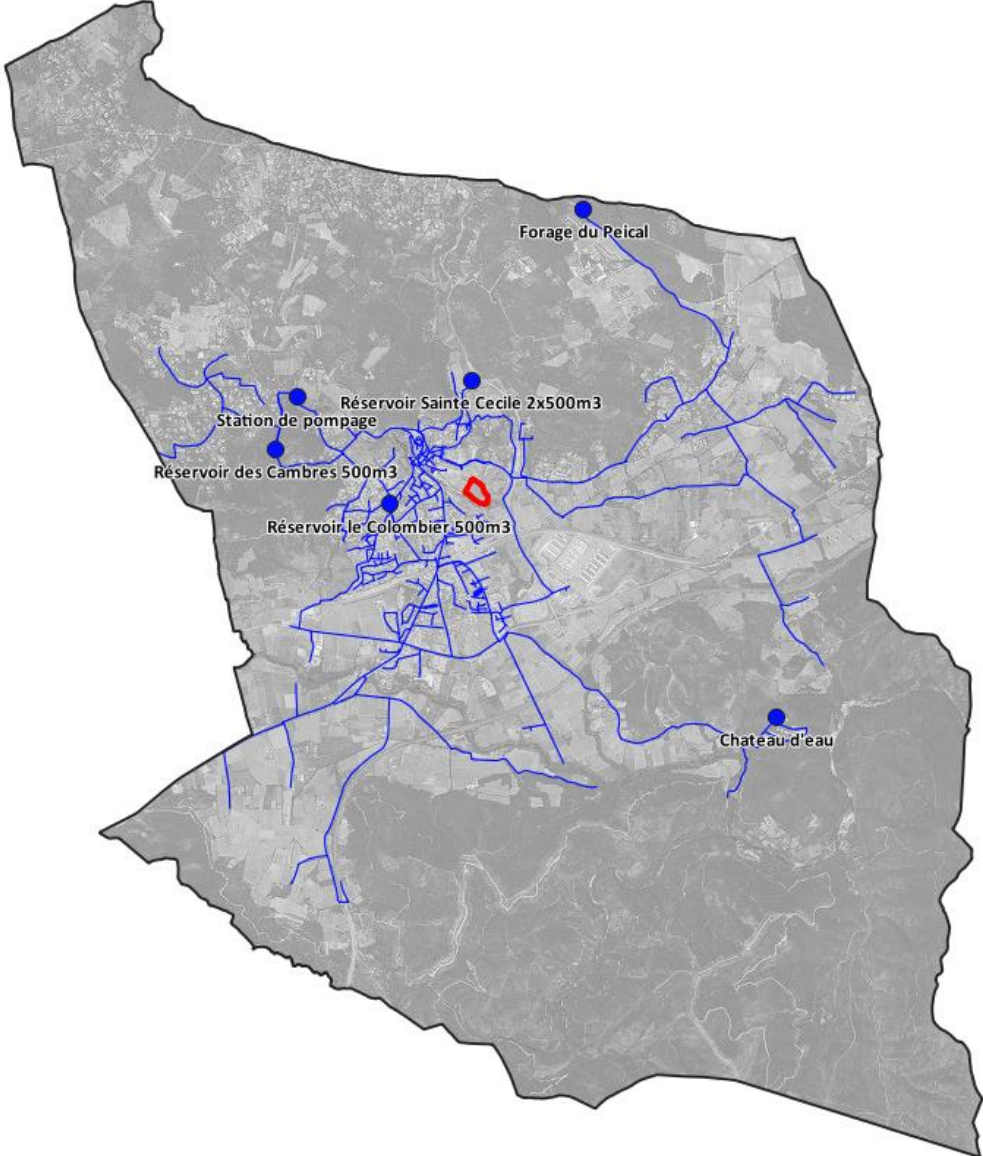 Forage du Peical
Réservoir Sainte Cecile 2x500m3
Station de pompage
Réservoir des Cambres 500m3
Réservoir le Colombier 500m3
Chateau d'eau